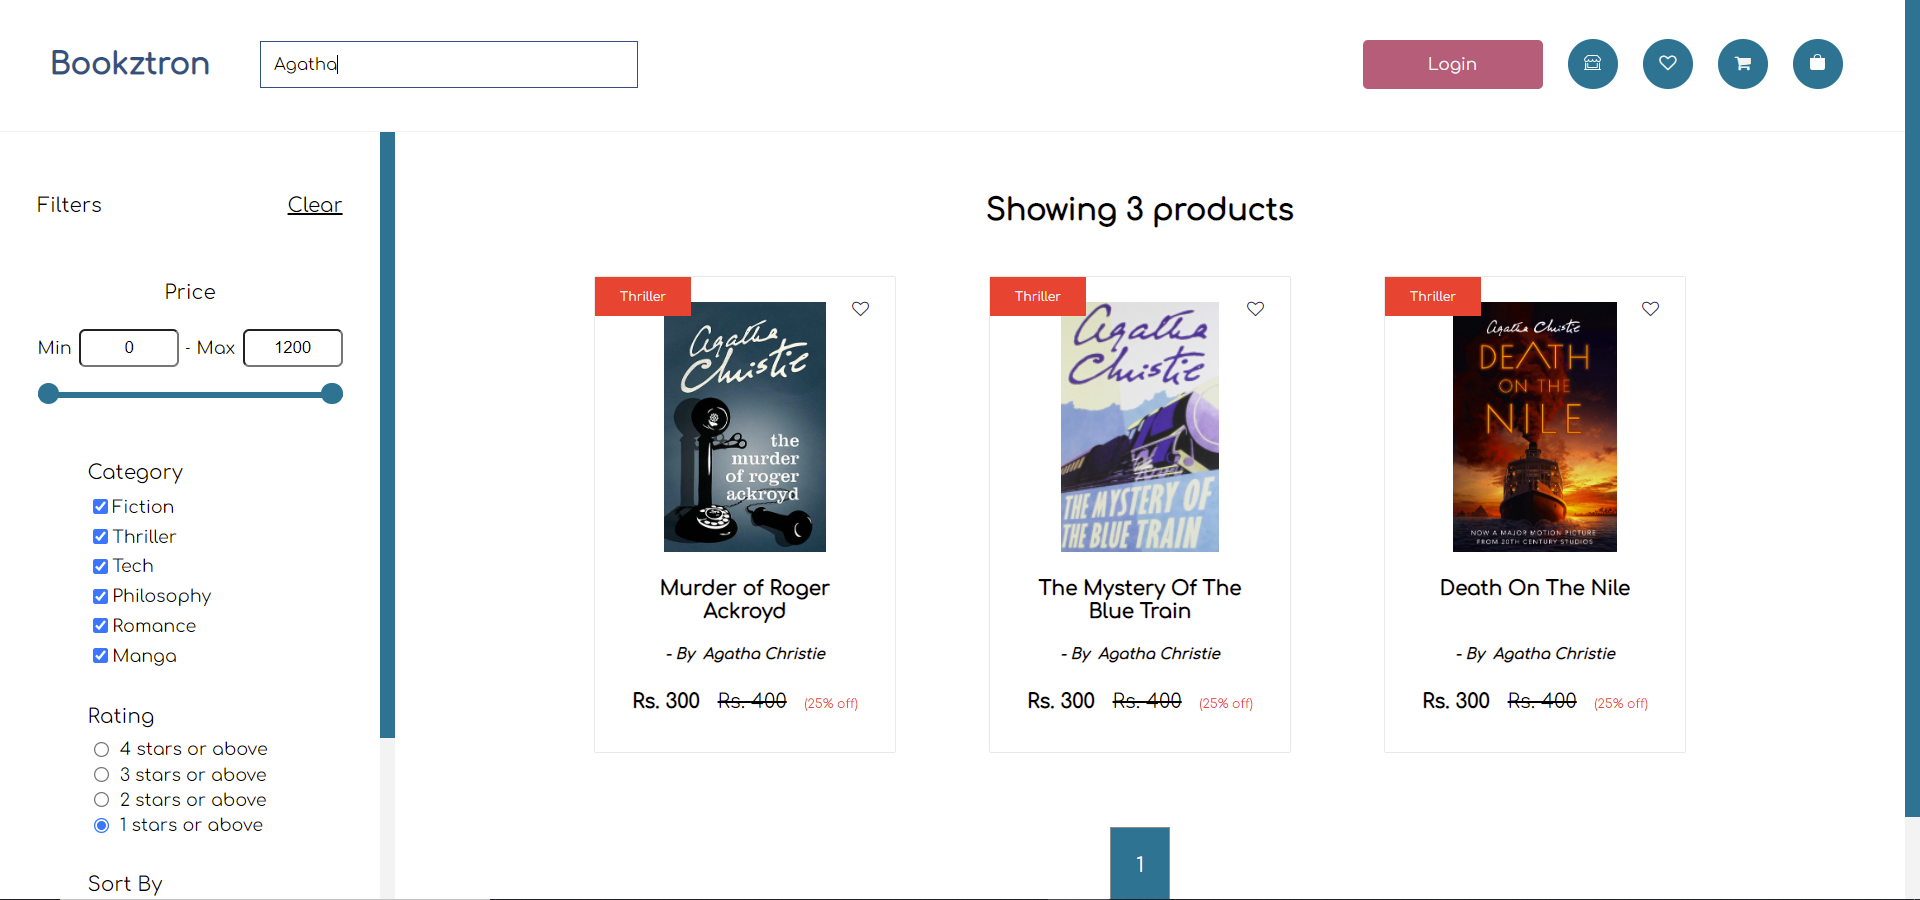 Bookztron
Agatha
Login
Filters
Clear
Price
Min 0 - Max 1200
Category
Fiction
Thriller
Tech
Philosophy
Romance
Manga
Rating
4 stars or above
3 stars or above
2 stars or above
1 stars or above
Sort By
Showing 3 products
Thriller
Agatha
Christie
the
murder
of roger
ackroyd
Murder of Roger
Ackroyd
- By Agatha Christie
Rs. 300 Rs. 400 (25% off)
Thriller
Agatha
Christie
THE MYSTERY OF
THE BLUE TRAIN
The Mystery Of The
Blue Train
- By Agatha Christie
Rs. 300 Rs. 400 (25% off)
Thriller
Agatha Christie
DEATH
ON THE
NILE
NOW A MAJOR MOTION PICTURE
FROM 20TH CENTURY STUDIOS
Death On The Nile
- By Agatha Christie
Rs. 300 Rs. 400 (25% off)
1